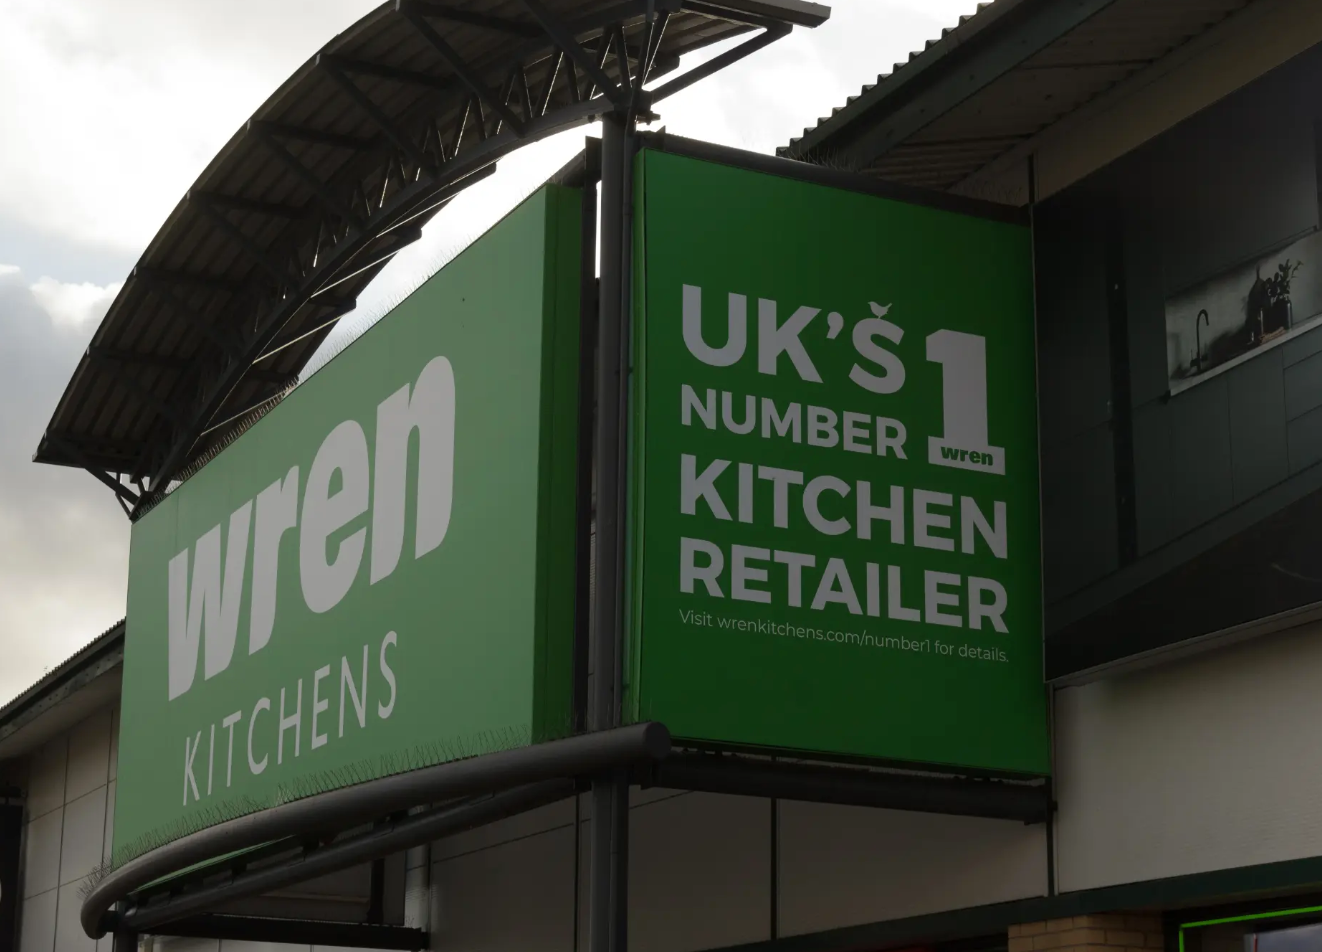 wren
KITCHENS
UK'S 1
NUMBER
wren
KITCHEN
RETAILER
Visit wrenkitchens.com/number1 for details.